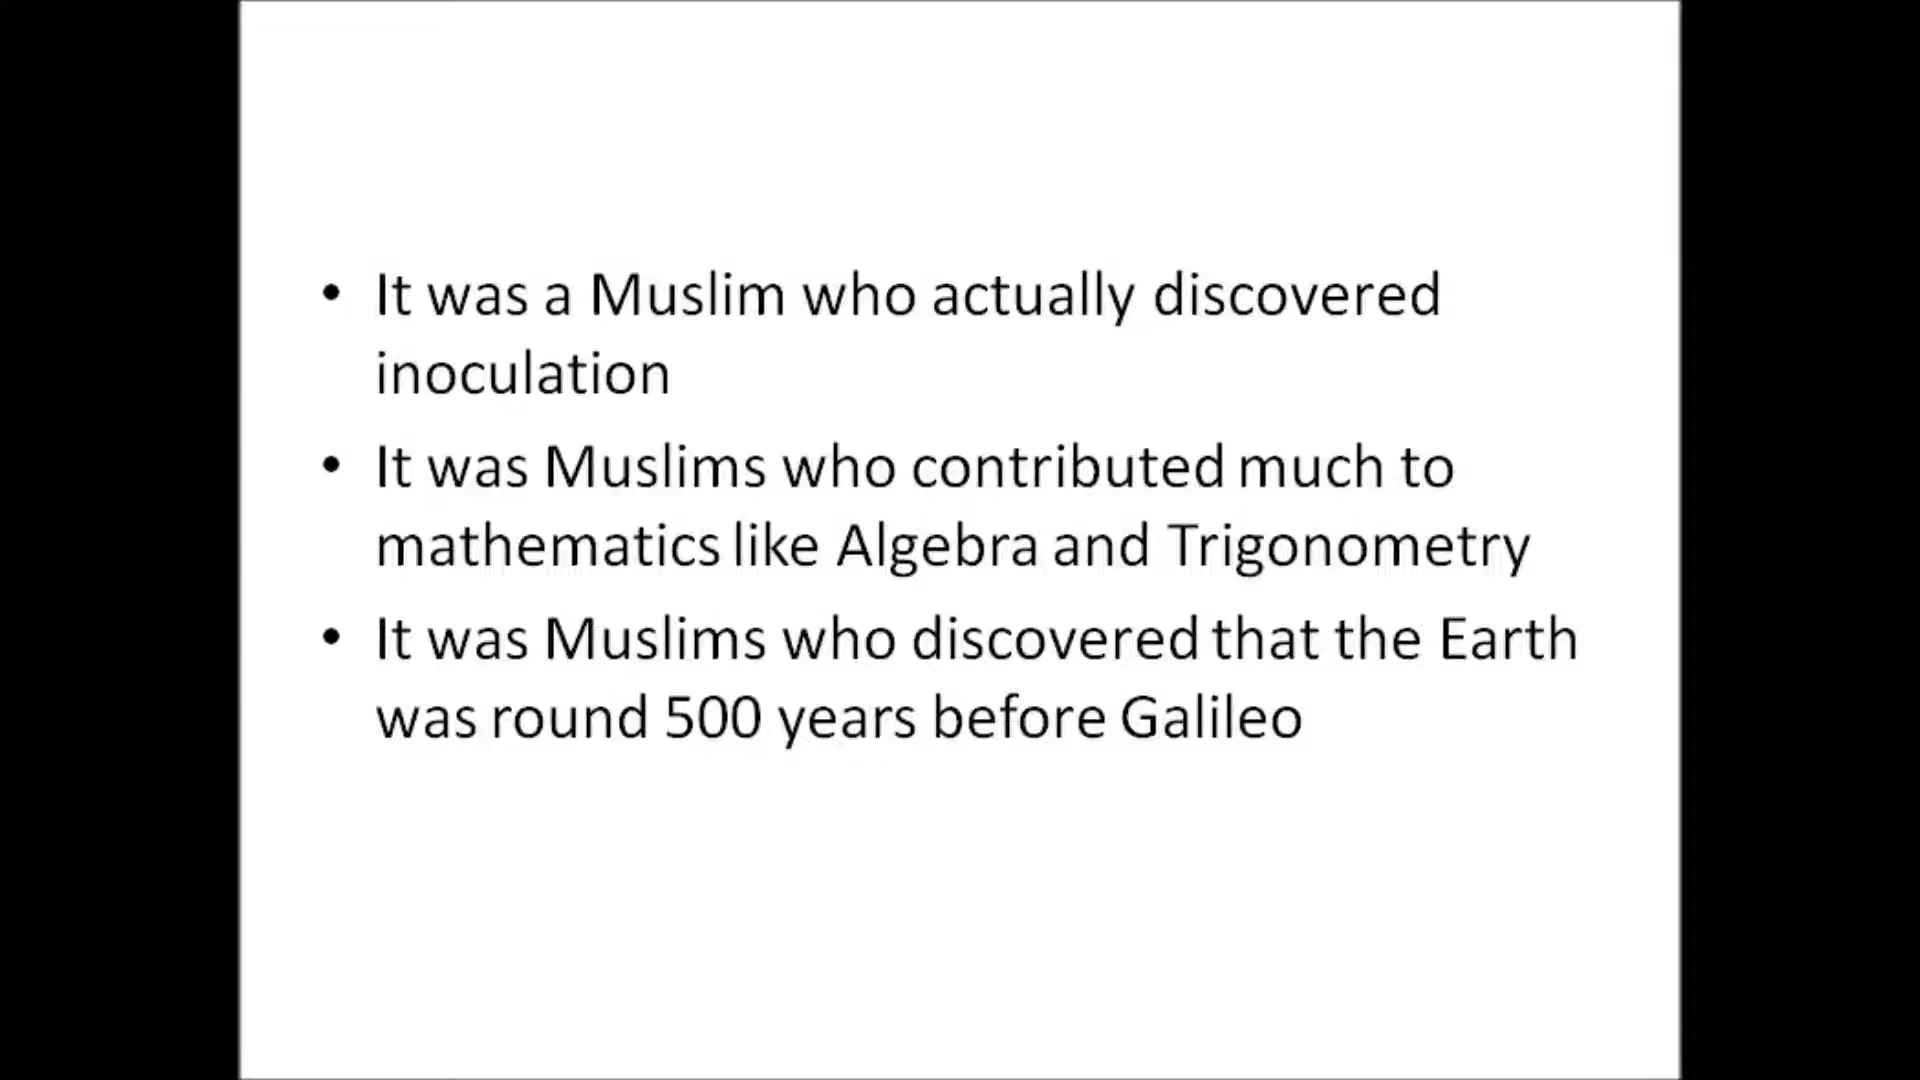 • It was a Muslim who actually discovered
inoculation
• It was Muslims who contributed much to
mathematics like Algebra and Trigonometry
• It was Muslims who discovered that the Earth
was round 500 years before Galileo